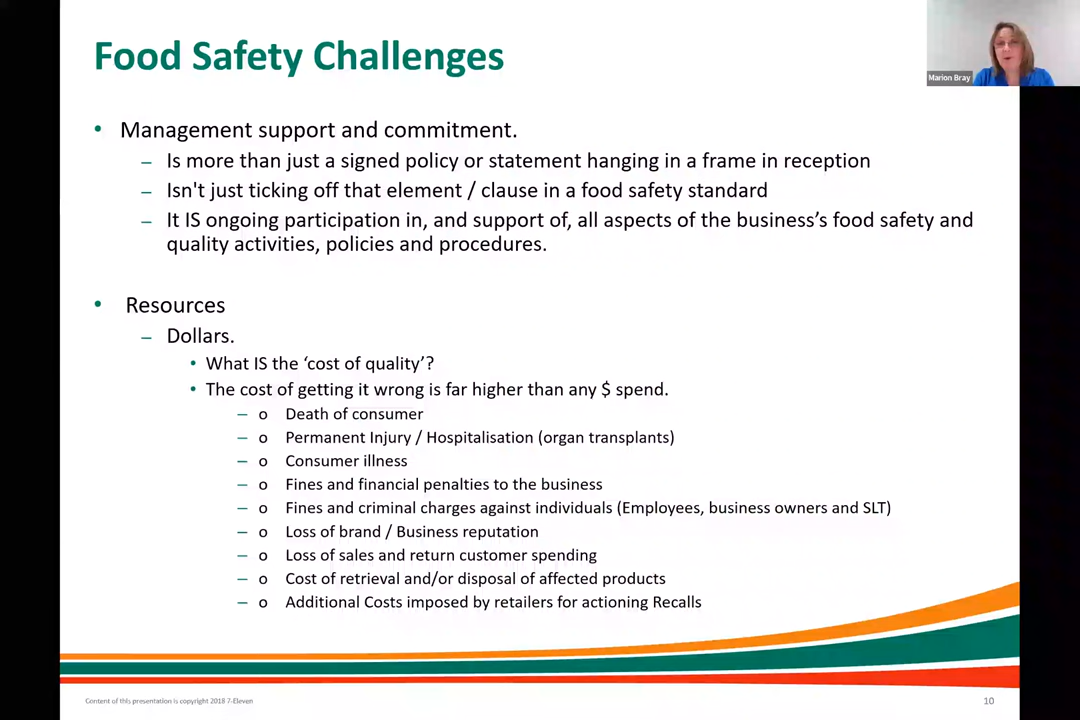 Food Safety Challenges
Marion Bray
• Management support and commitment.
– Is more than just a signed policy or statement hanging in a frame in reception
– Isn't just ticking off that element / clause in a food safety standard
– It IS ongoing participation in, and support of, all aspects of the business’s food safety and
quality activities, policies and procedures.
• Resources
– Dollars.
• What IS the ‘cost of quality’?
• The cost of getting it wrong is far higher than any $ spend.
– o Death of consumer
– o Permanent Injury / Hospitalisation (organ transplants)
– o Consumer illness
– o Fines and financial penalties to the business
– o Fines and criminal charges against individuals (Employees, business owners and SLT)
– o Loss of brand / Business reputation
– o Loss of sales and return customer spending
– o Cost of retrieval and/or disposal of affected products
– o Additional Costs imposed by retailers for actioning Recalls
Content of this presentation is copyright 2018 7-Eleven
10